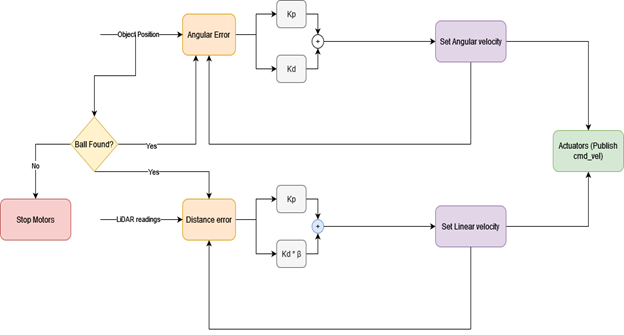 Object Position
Angular Error
Kp
Kd
+
Set Angular velocity
Ball Found?
Yes
No
Yes
Actuators (Publish
cmd_vel)
Stop Motors
LiDAR readings
Distance error
Kp
Kd * β
+
Set Linear velocity